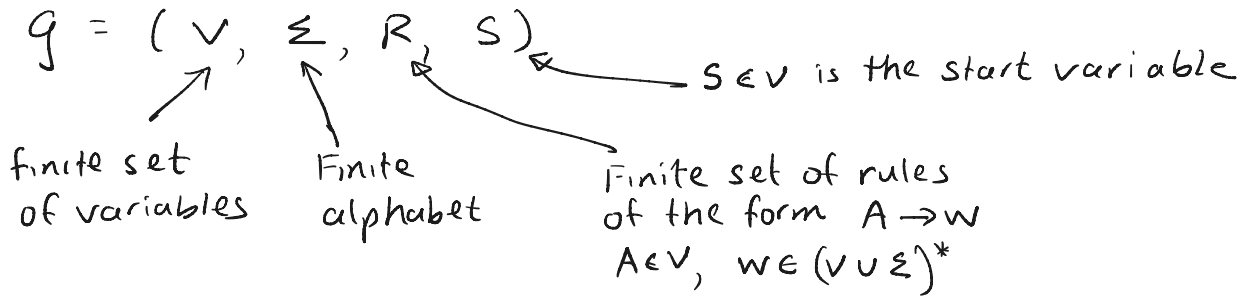 G = (V, Σ, R, S)
S ∈ V is the start variable
finite set
of variables
Finite
alphabet
Finite set of rules
of the form A → w
A ∈ V, w ∈ (V ∪ Σ)*